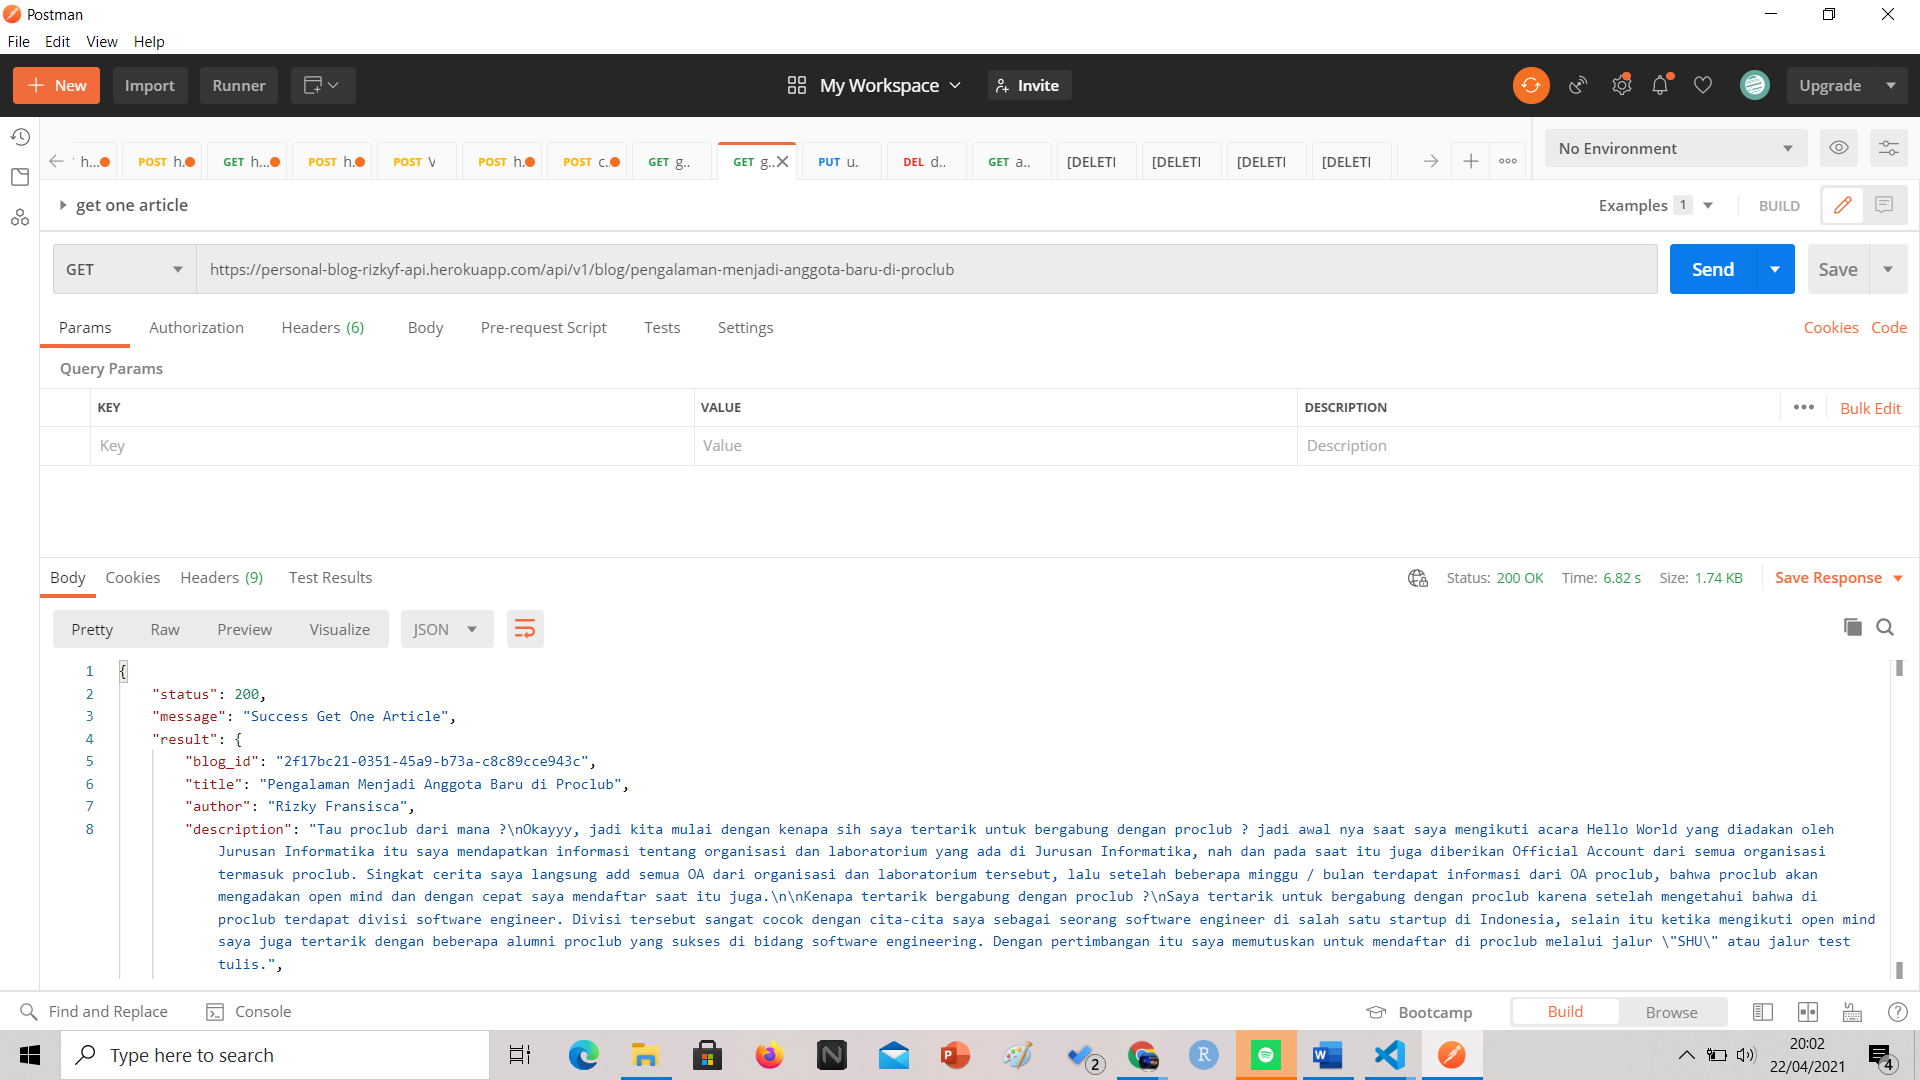 Postman
File Edit View Help
New Import Runner My Workspace Invite Upgrade
h... POST h. GET h... POST h. POST V POST h. POST c. GET g.. GET g.. PUT u. DEL d.. GET a.. [DELETI [DELETI [DELETI [DELETI No Environment
get one article Examples 1 BUILD
GET https://personal-blog-rizkyf-api.herokuapp.com/api/v1/blog/pengalaman-menjadi-anggota-baru-di-proclub Send Save
Params Authorization Headers (6) Body Pre-request Script Tests Settings Cookies Code
Query Params
KEY VALUE DESCRIPTION Bulk Edit
Key Value Description
Body Cookies Headers (9) Test Results Status: 200 OK Time: 6.82 s Size: 1.74 KB Save Response
Pretty Raw Preview Visualize JSON
1 {
2 "status": 200,
3 "message": "Success Get One Article",
4 "result": {
5 "blog_id": "2f17bc21-0351-45a9-b73a-c8c89cce943c",
6 "title": "Pengalaman Menjadi Anggota Baru di Proclub",
7 "author": "Rizky Fransisca",
8 "description": "Tau proclub dari mana ?\nOkayyy, jadi kita mulai dengan kenapa sih saya tertarik untuk bergabung dengan proclub ? jadi awal nya saat saya mengikuti acara Hello World yang diadakan oleh
Jurusan Informatika itu saya mendapatkan informasi tentang organisasi dan laboratorium yang ada di Jurusan Informatika, nah dan pada saat itu juga diberikan Official Account dari semua organisasi
termasuk proclub. Singkat cerita saya langsung add semua OA dari organisasi dan laboratorium tersebut, lalu setelah beberapa minggu / bulan terdapat informasi dari OA proclub, bahwa proclub akan
mengadakan open mind dan dengan cepat saya mendaftar saat itu juga.\n\nKenapa tertarik bergabung dengan proclub ?\nSaya tertarik untuk bergabung dengan proclub karena setelah mengetahui bahwa di
proclub terdapat divisi software engineer. Divisi tersebut sangat cocok dengan cita-cita saya sebagai seorang software engineer di salah satu startup di Indonesia, selain itu ketika mengikuti open mind
saya juga tertarik dengan beberapa alumni proclub yang sukses di bidang software engineering. Dengan pertimbangan itu saya memutuskan untuk mendaftar di proclub melalui jalur \"SHU\" atau jalur test
tulis.",
Find and Replace Console Bootcamp Build Browse
Type here to search 2 20:02
22/04/2021 4